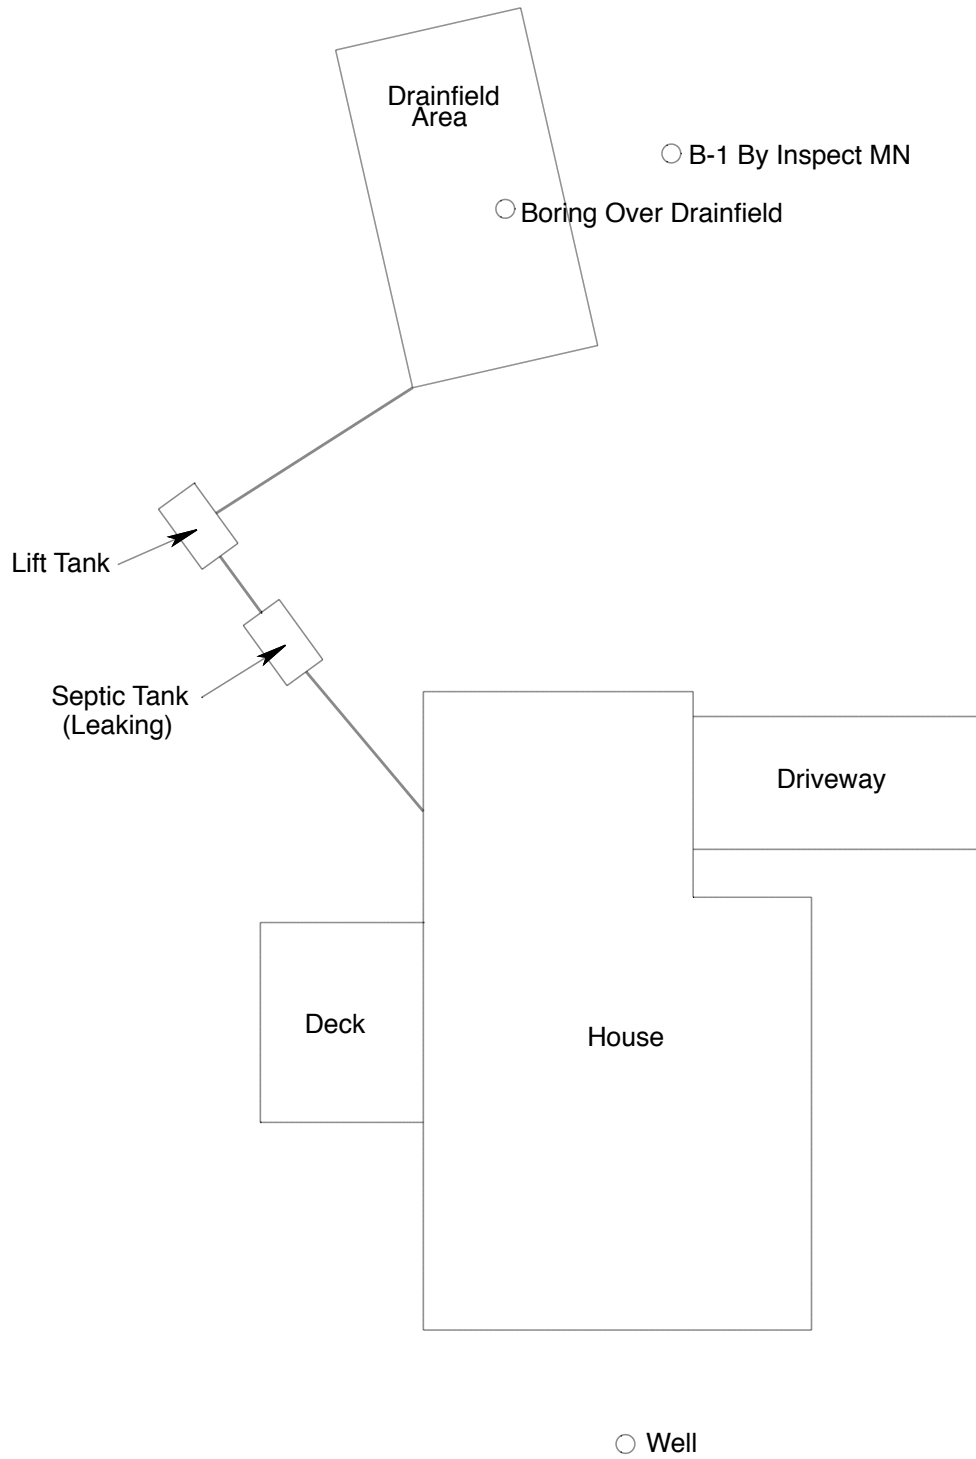 Drainfield
Area
B-1 By Inspect MN
Boring Over Drainfield
Lift Tank
Septic Tank
(Leaking)
Driveway
Deck
House
Well